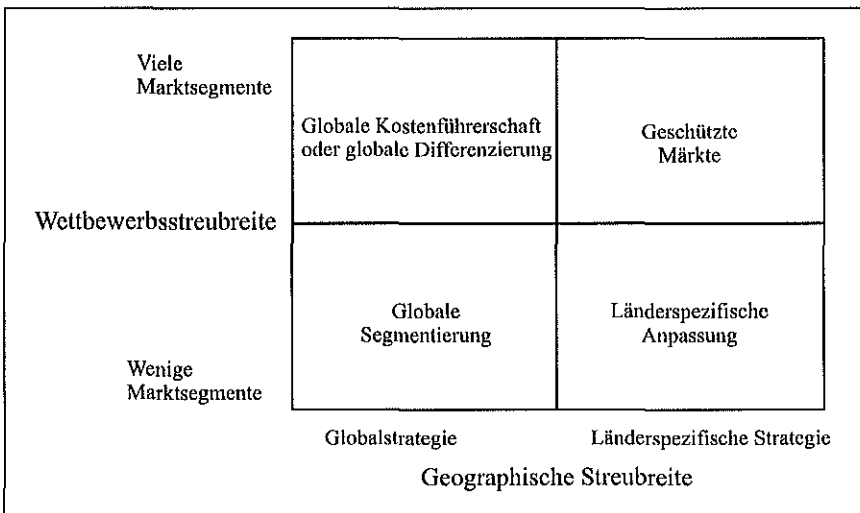 Viele
Marktsegmente
Globale Kostenführerschaft
oder globale Differenzierung
Geschützte
Märkte
Wettbewerbsstreubreite
Globale
Segmentierung
Länderspezifische
Anpassung
Wenige
Marktsegmente
Globalstrategie
Länderspezifische Strategie
Geographische Streubreite